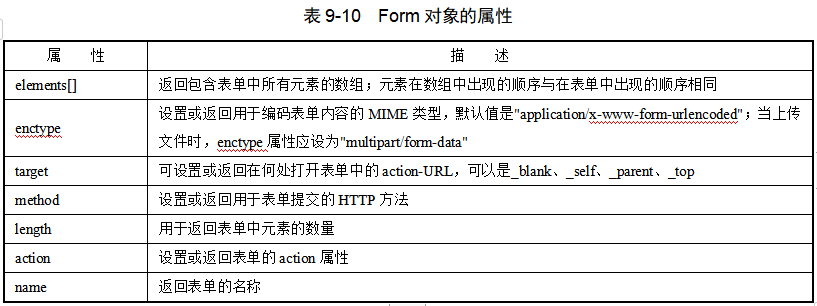 表 9-10 Form 对象的属性
属 性 描 述
elements[] 返回包含表单中所有元素的数组；元素在数组中出现的顺序与在表单中出现的顺序相同
enctype 设置或返回用于编码表单内容的 MIME 类型，默认值是"application/x-www-form-urlencoded"；当上传
文件时，enctype 属性应设为"multipart/form-data"
target 可设置或返回在何处打开表单中的action-URL，可以是_blank、_self、_parent、_top
method 设置或返回用于表单提交的 HTTP 方法
length 用于返回表单中元素的数量
action 设置或返回表单的 action 属性
name 返回表单的名称